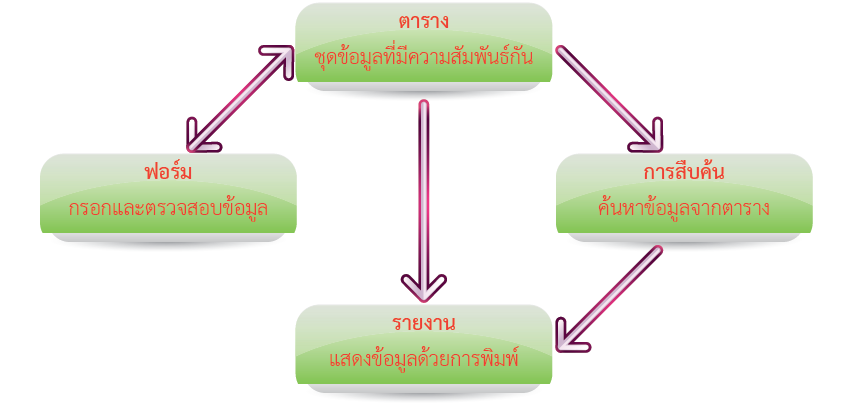 ตาราง
ชุดข้อมูลที่มีความสัมพันธ์กัน
ฟอร์ม
กรอกและตรวจสอบข้อมูล
การสืบค้น
ค้นหาข้อมูลจากตาราง
รายงาน
แสดงข้อมูลด้วยการพิมพ์